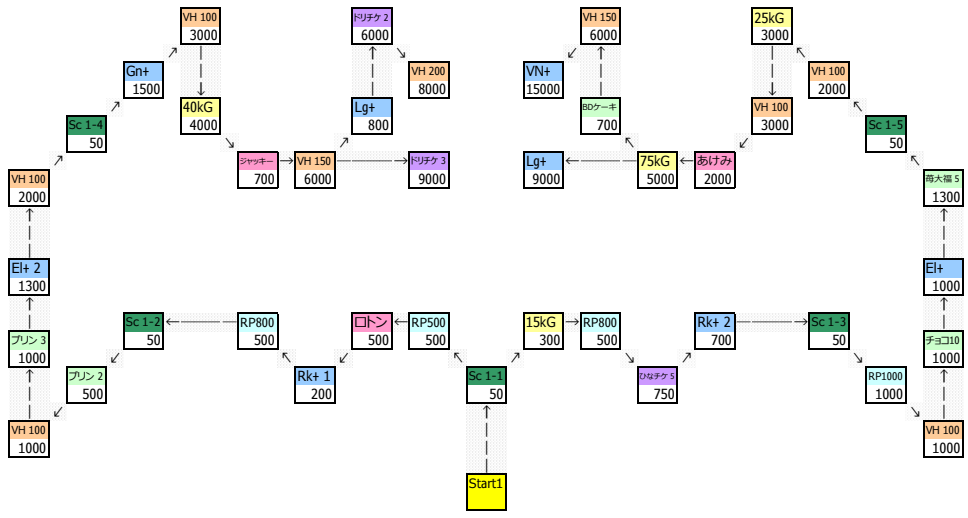 VH 100
3000
ドリチケ 2
6000
VH 150
6000
25kG
3000
Gn+
1500
VH 200
8000
VN+
15000
VH 100
2000
40kG
4000
Lg+
800
BDケーキ
700
VH 100
3000
Sc 1-4
50
Sc 1-5
50
ジャッキー
700
VH 150
6000
ドリチケ 3
9000
Lg+
9000
75kG
5000
あけみ
2000
VH 100
2000
苺大福 5
1300
El+ 2
1300
El+
1000
Sc 1-2
50
RP800
500
ロトン
500
RP500
500
15kG
300
RP800
500
Rk+ 2
700
Sc 1-3
50
プリン 3
1000
チョコ10
1000
プリン 2
500
Rk+ 1
200
Sc 1-1
50
ひなチケ 5
750
RP1000
1000
VH 100
1000
VH 100
1000
Start1